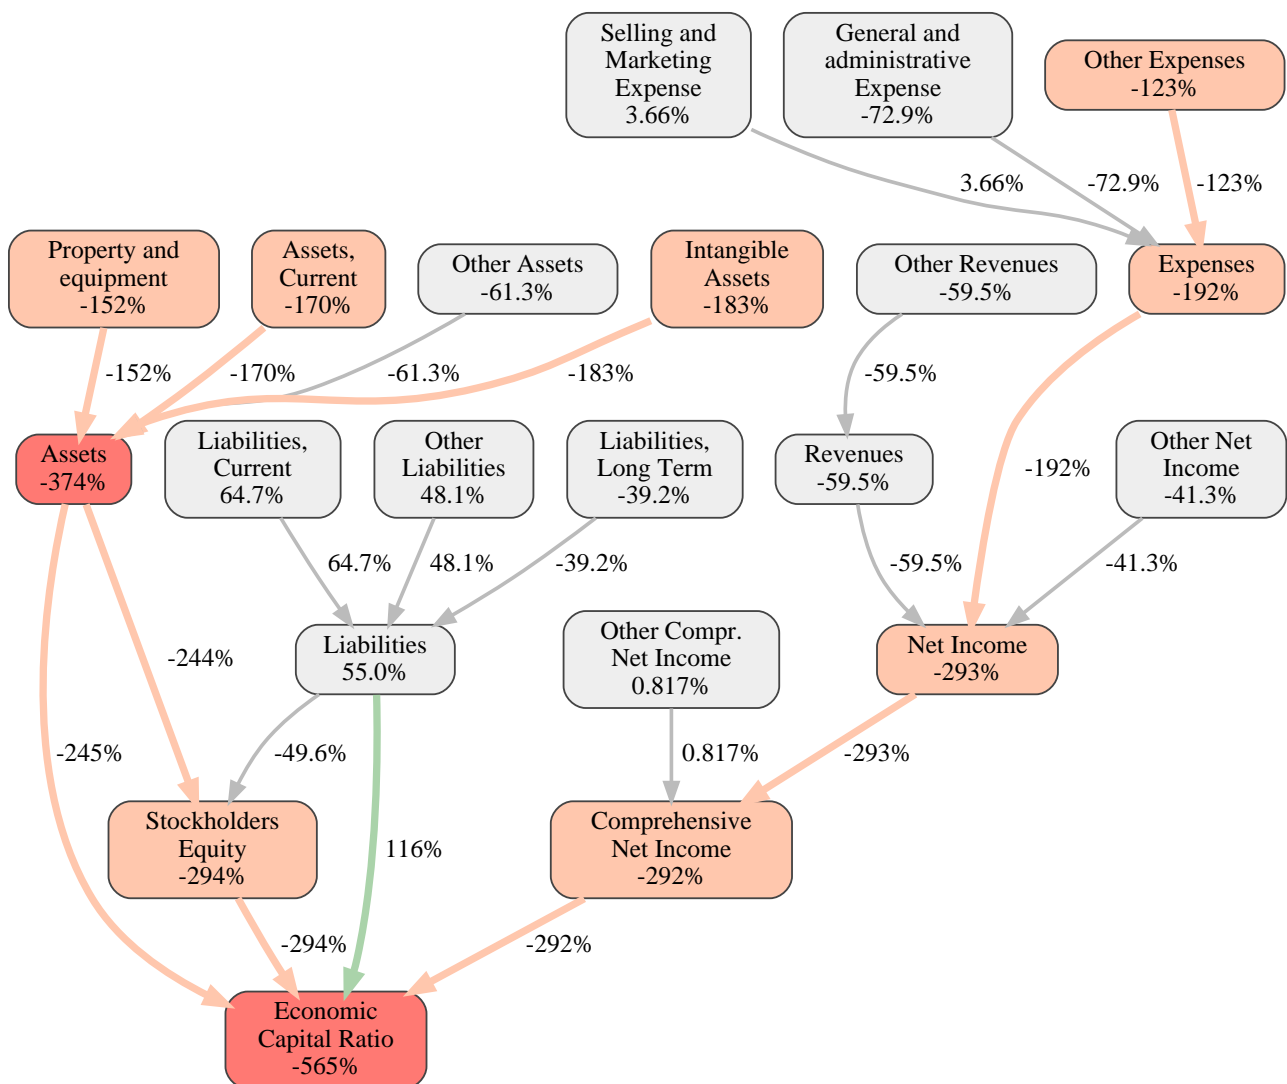 Selling and
Marketing
Expense
3.66%
General and
administrative
Expense
-72.9%
Other Expenses
-123%
3.66%
-72.9%
-123%
Property and
equipment
-152%
Assets,
Current
-170%
Other Assets
-61.3%
Intangible
Assets
-183%
Other Revenues
-59.5%
Expenses
-192%
-152%
-170%
-61.3%
-183%
-59.5%
Assets
-374%
Liabilities,
Current
64.7%
Other
Liabilities
48.1%
Liabilities,
Long Term
-39.2%
Revenues
-59.5%
-192%
Other Net
Income
-41.3%
64.7%
48.1%
-39.2%
-59.5%
-41.3%
-244%
Liabilities
55.0%
Other Compr.
Net Income
0.817%
Net Income
-293%
-245%
-49.6%
0.817%
-293%
Stockholders
Equity
-294%
116%
Comprehensive
Net Income
-292%
-294%
-292%
Economic
Capital Ratio
-565%